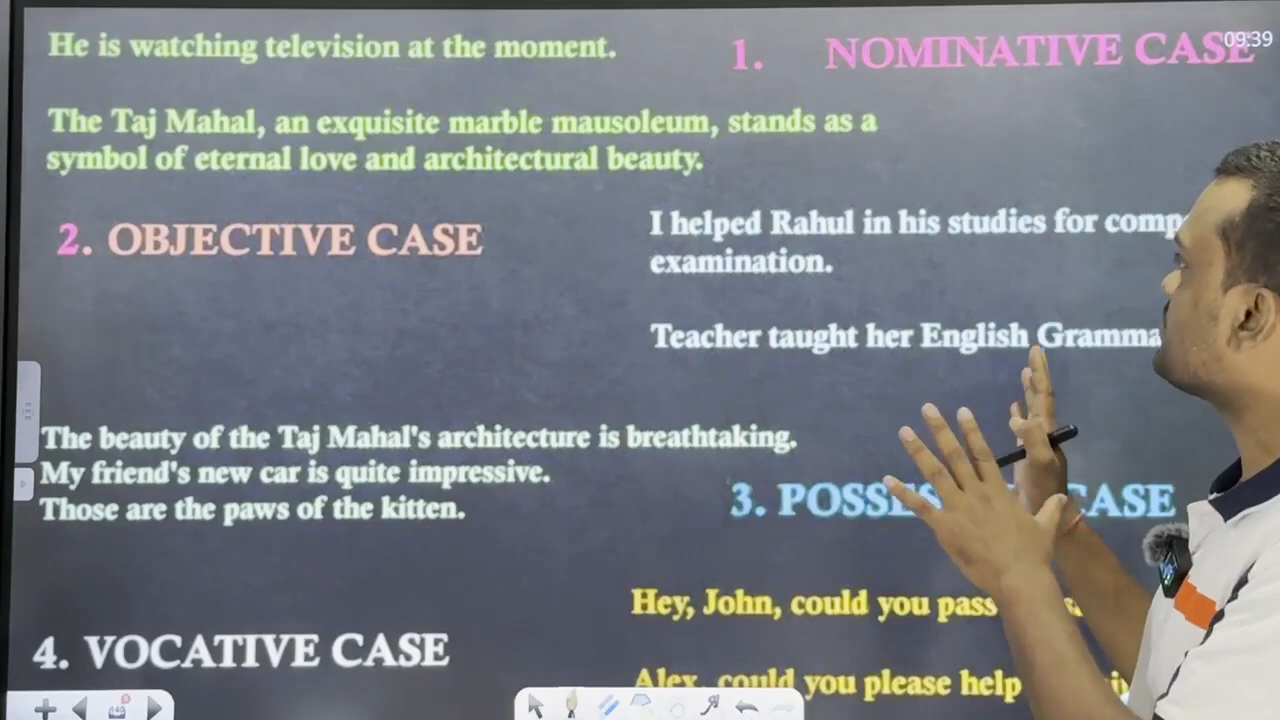 He is watching television at the moment.
1. NOMINATIVE CASE
09:39
The Taj Mahal, an exquisite marble mausoleum, stands as a
symbol of eternal love and architectural beauty.
2. OBJECTIVE CASE
I helped Rahul in his studies for
examination.
Teacher taught her English
The beauty of the Taj Mahal's architecture is breathtaking.
My friend's new car is quite impressive.
Those are the paws of the kitten.
3. CASE
Hey, John, could you pass
4. VOCATIVE CASE
Alex, could you please help